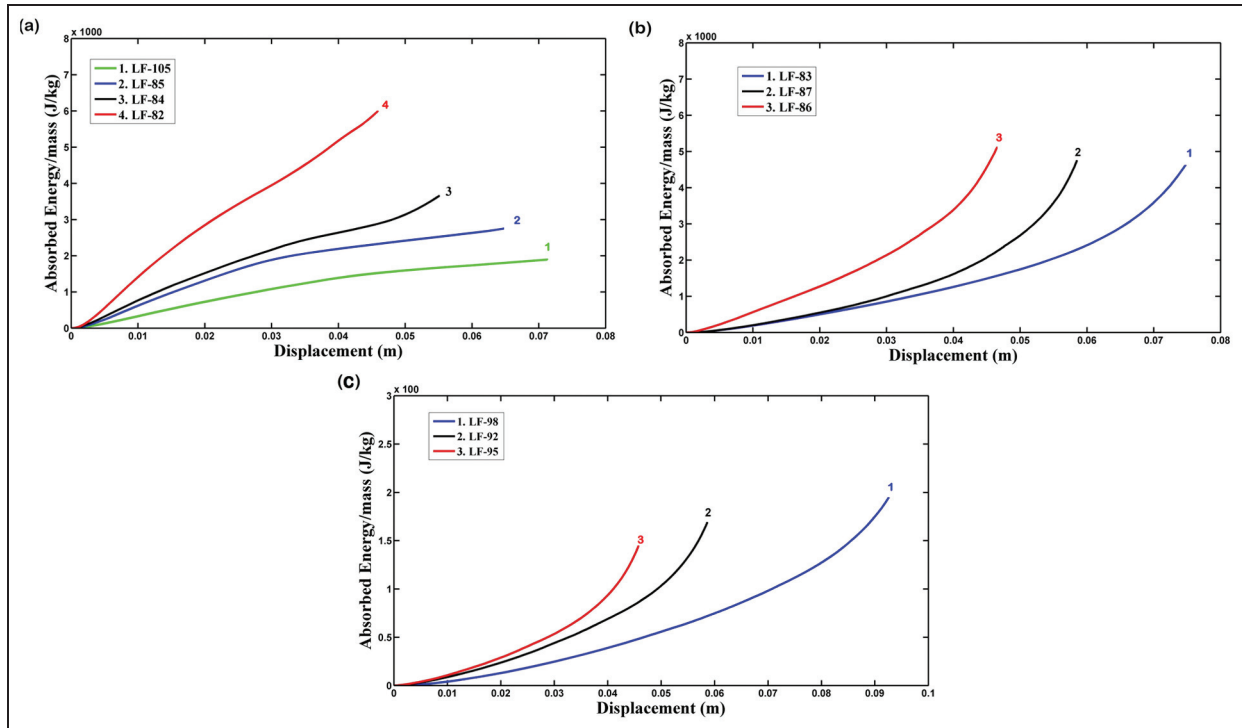 (a)
x 1000
8
7
6
5
4
3
2
1
0
Absorbed Energy/mass (J/kg)
1. LF-105
2. LF-85
3. LF-84
4. LF-82
4
3
2
1
0 0.01 0.02 0.03 0.04 0.05 0.06 0.07 0.08
Displacement (m)
(b)
x 1000
8
7
6
5
4
3
2
1
0
Absorbed Energy/mass (J/kg)
1. LF-83
2. LF-87
3. LF-86
3
2
1
0 0.01 0.02 0.03 0.04 0.05 0.06 0.07 0.08
Displacement (m)
(c)
x 100
3
2.5
2
1.5
1
0.5
0
Absorbed Energy/mass (J/kg)
1. LF-98
2. LF-92
3. LF-95
1
2
3
0 0.01 0.02 0.03 0.04 0.05 0.06 0.07 0.08 0.09 0.1
Displacement (m)